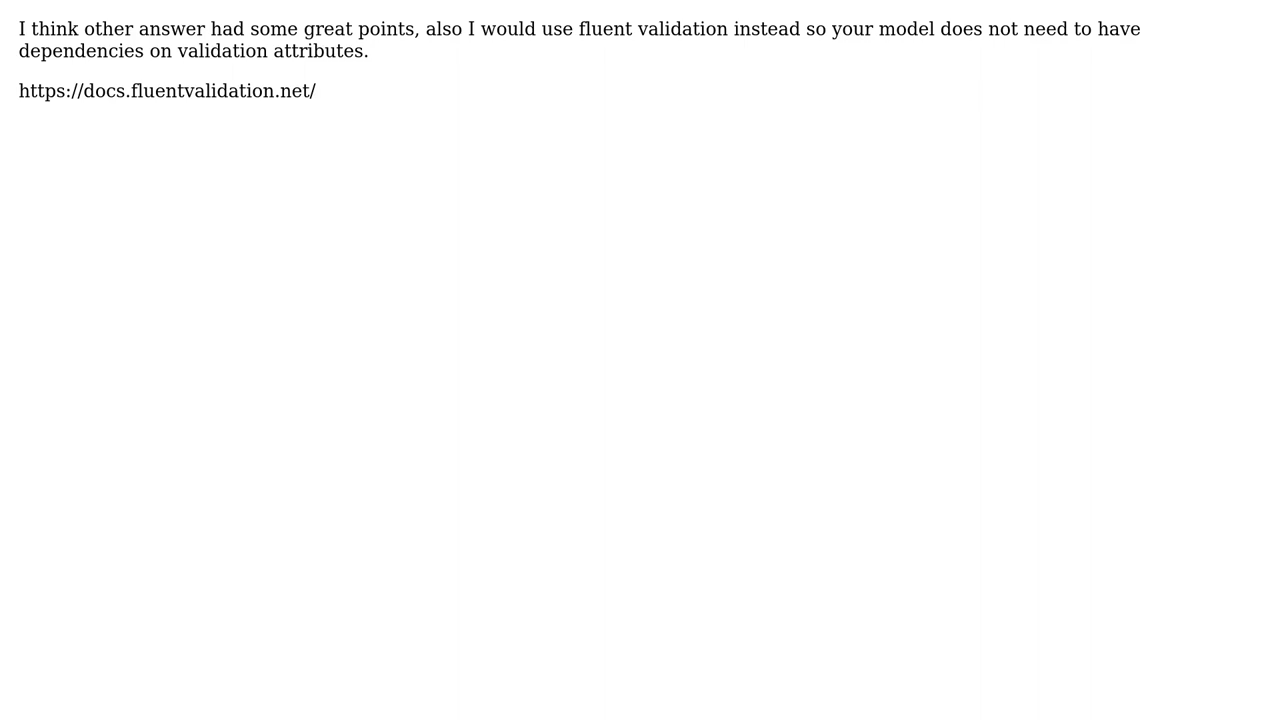 I think other answer had some great points, also I would use fluent validation instead so your model does not need to have
dependencies on validation attributes.
https://docs.fluentvalidation.net/